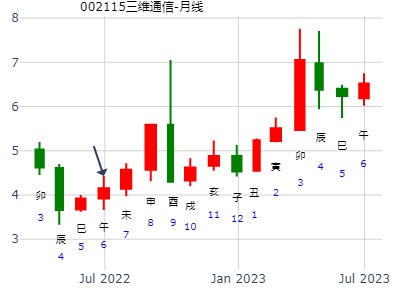 002115三维通信-月线
8
7
6
5
4
3
卯
3
辰
4
巳
5
午
6
未
7
申
8
酉
9
戌
10
亥
11
子
12
丑
1
寅
2
卯
3
辰
4
巳
5
午
6
Jul 2022
Jan 2023
Jul 2023